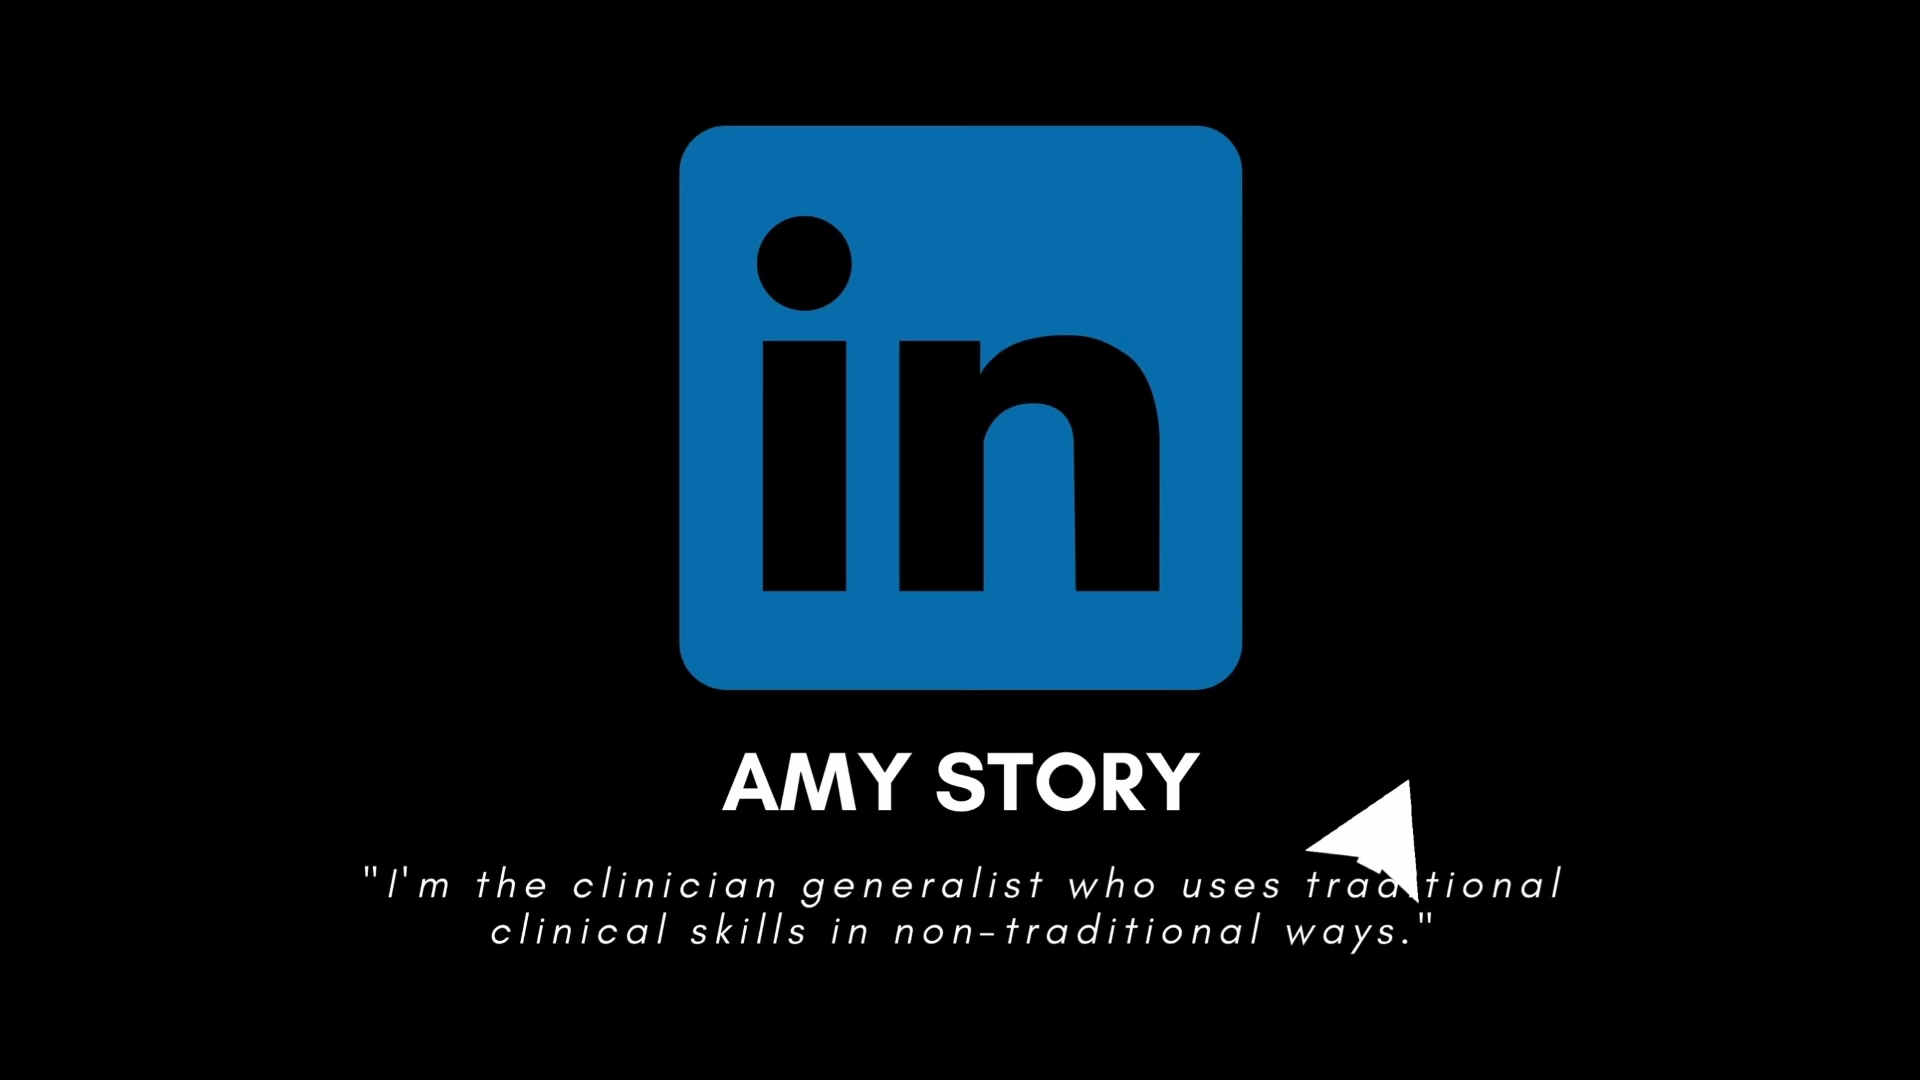 in
AMY STORY
"I'm the clinician generalist who uses traditional
clinical skills in non-traditional ways."